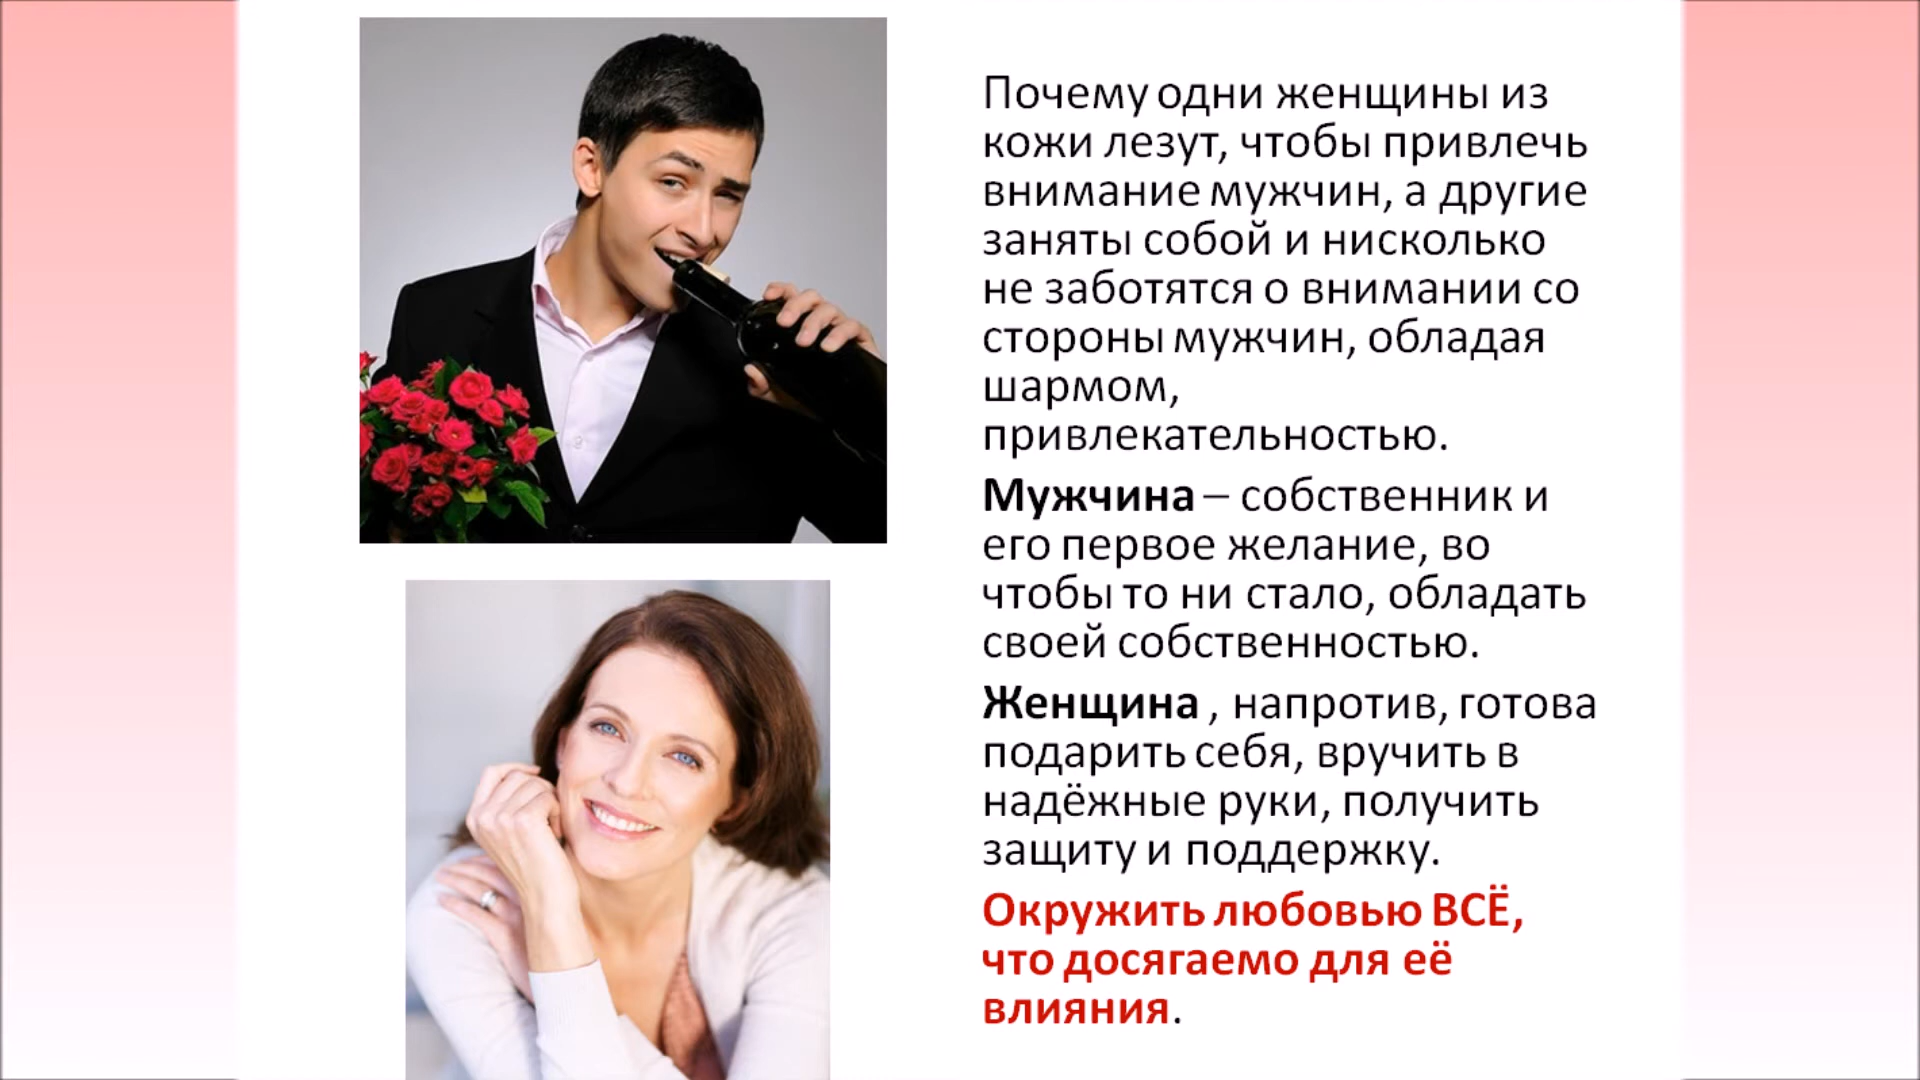 Почему одни женщины из
кожи лезут, чтобы привлечь
внимание мужчин, а другие
заняты собой и нисколько
не заботятся о внимании со
стороны мужчин, обладая
шармом,
привлекательностью.
Мужчина – собственник и
его первое желание, во
чтобы то ни стало, обладать
своей собственностью.
Женщина , напротив, готова
подарить себя, вручить в
надёжные руки, получить
защиту и поддержку.
Окружить любовью ВСЁ,
что досягаемо для её
влияния.